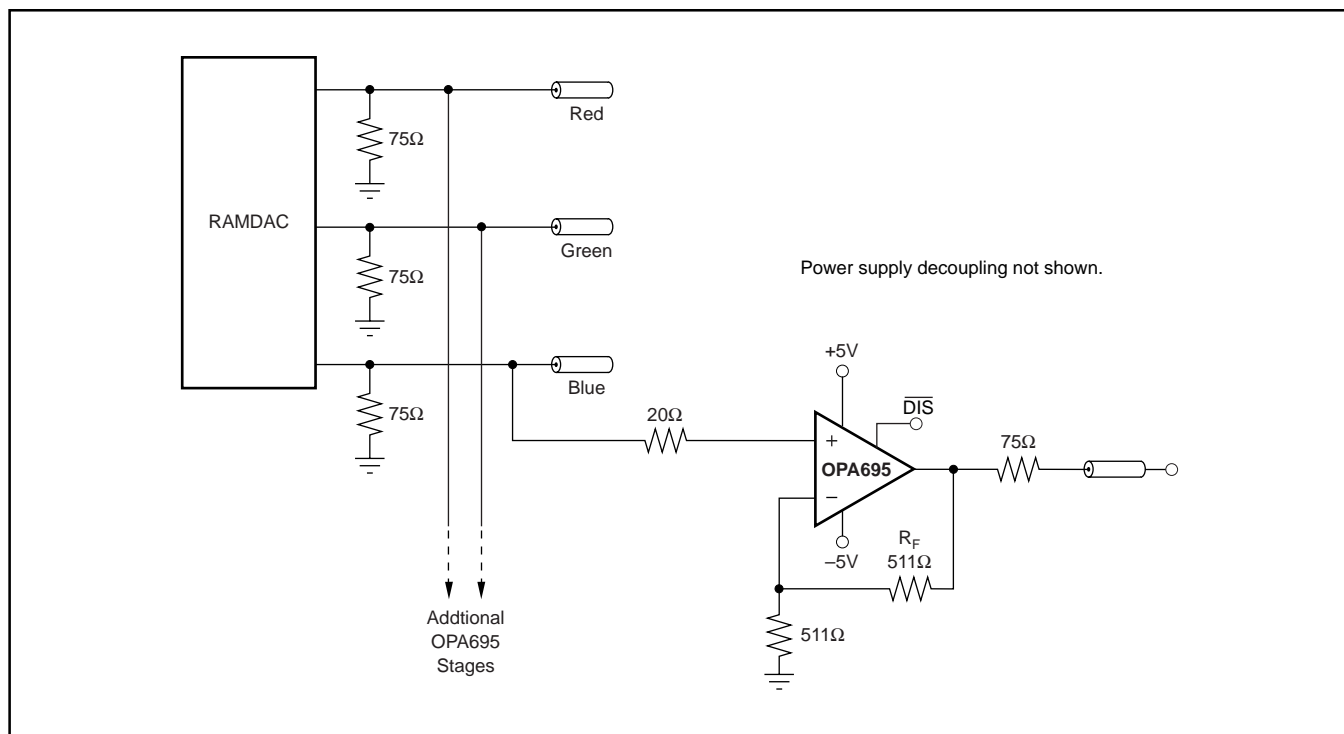 RAMDAC
75Ω
Red
75Ω
Green
75Ω
Blue
Power supply decoupling not shown.
20Ω
+5V
DIS
+
OPA695
−
−5V
75Ω
RF
511Ω
511Ω
Addtional
OPA695
Stages